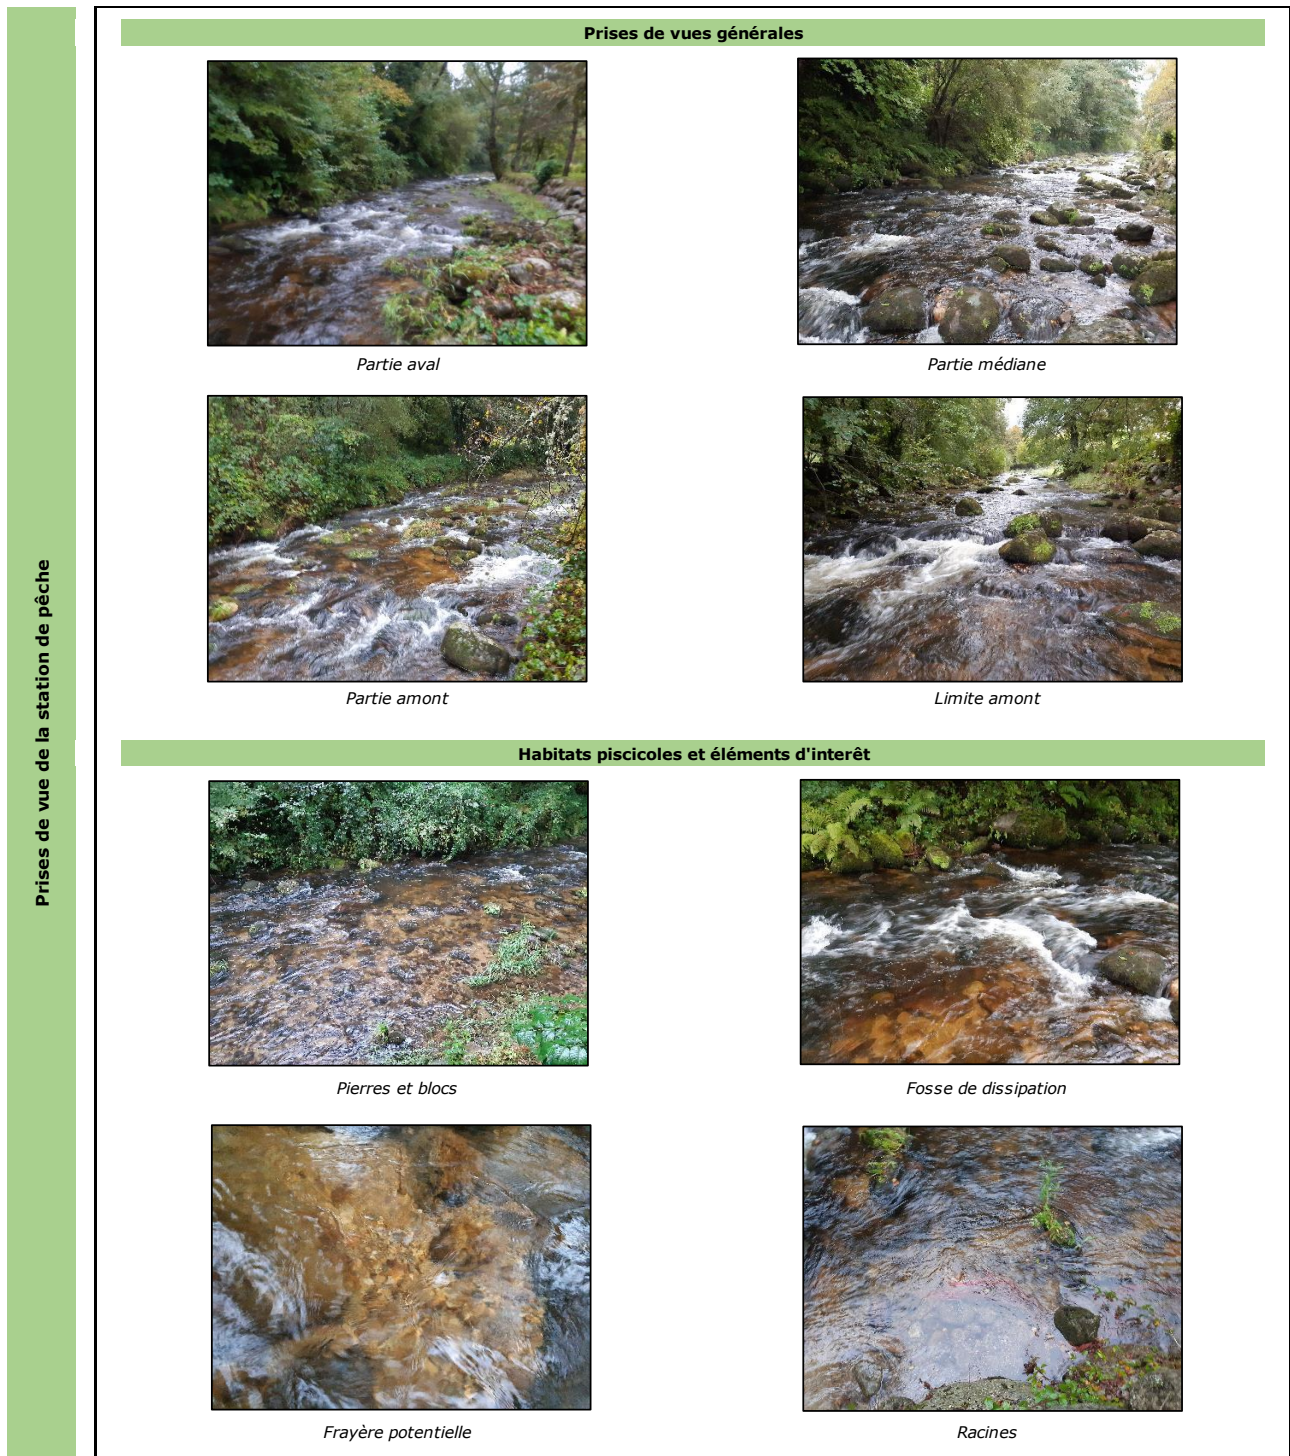 Prises de vue de la station de pêche
Prises de vues générales
Partie aval
Partie médiane
Partie amont
Limite amont
Habitats piscicoles et éléments d'interêt
Pierres et blocs
Fosse de dissipation
Frayère potentielle
Racines